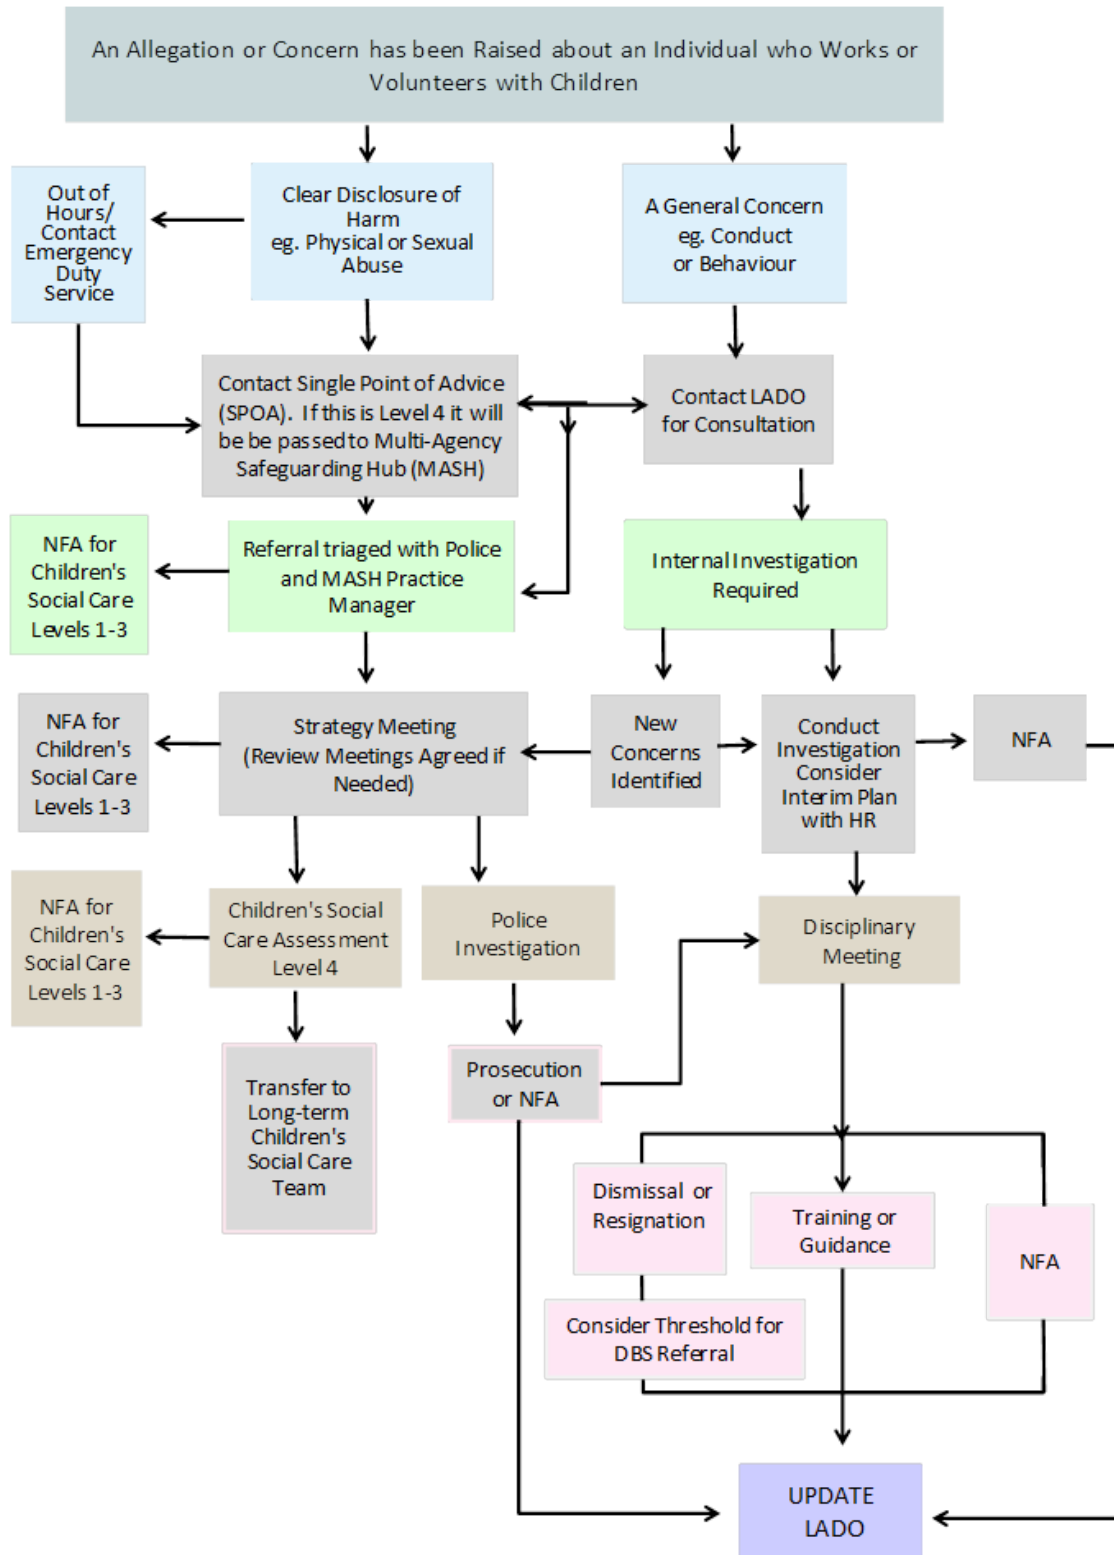 An Allegation or Concern has been Raised about an Individual who Works or
Volunteers with Children
Out of
Hours/
Contact
Emergency
Duty
Service
Clear Disclosure of
Harm
eg. Physical or Sexual
Abuse
A General Concern
eg. Conduct
or Behaviour
Contact Single Point of Advice
(SPOA). If this is Level 4 it will
be be passed to Multi-Agency
Safeguarding Hub (MASH)
Contact LADO
for Consultation
NFA for
Children's
Social Care
Levels 1-3
Referral triaged with Police
and MASH Practice
Manager
Internal Investigation
Required
NFA for
Children's
Social Care
Levels 1-3
Strategy Meeting
(Review Meetings Agreed if
Needed)
New
Concerns
Identified
Conduct
Investigation
Consider
Interim Plan
with HR
NFA
NFA for
Children's
Social Care
Levels 1-3
Children's Social
Care Assessment
Level 4
Police
Investigation
Disciplinary
Meeting
Transfer to
Long-term
Children's
Social Care
Team
Prosecution
or NFA
Dismissal or
Resignation
Training or
Guidance
NFA
Consider Threshold for
DBS Referral
UPDATE
LADO